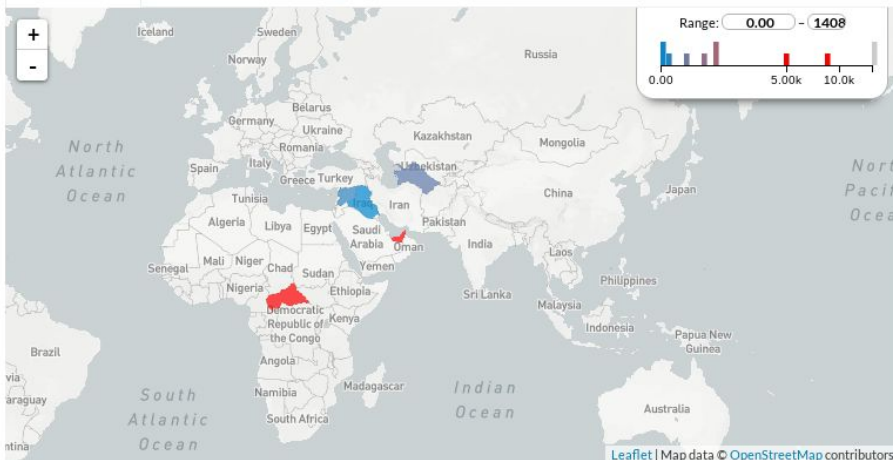 +
-
Range: 0.00 – 1408
0.00
5.00k
10.0k
Iceland
Sweden
Norway
Russia
Belarus
Germany
Ukraine
Romania
Kazakhstan
Mongolia
North
Atlantic
Ocean
Spain
Italy
Greece
Turkey
Uzbekistan
China
Japan
North
Pacific
Ocea
Tunisia
Iraq
Iran
Algeria
Libya
Egypt
Saudi
Arabia
Pakistan
Oman
India
Laos
Senegal
Mali
Niger
Chad
Sudan
Yemen
Nigeria
Ethiopia
Sri Lanka
Philippines
Malaysia
Democratic
Republic of
the Congo
Kenya
Indonesia
Papua New
Guinea
Brazil
Angola
via
araguay
Namibia
Madagascar
South
Atlantic
Ocean
Indian
Ocean
South Africa
Australia
ntina
Leaflet | Map data © OpenStreetMap contributors